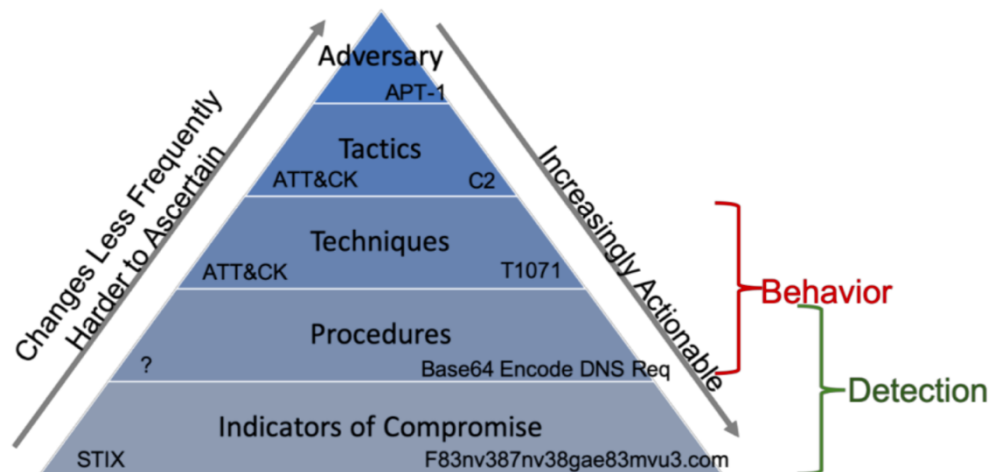 Adversary
APT-1
Tactics
ATT&CK C2
Techniques
ATT&CK T1071
Procedures
? Base64 Encode DNS Req
Indicators of Compromise
STIX F83nv387nv38gae83mvu3.com
Changes Less Frequently
Harder to Ascertain
Increasingly Actionable
Behavior
Detection